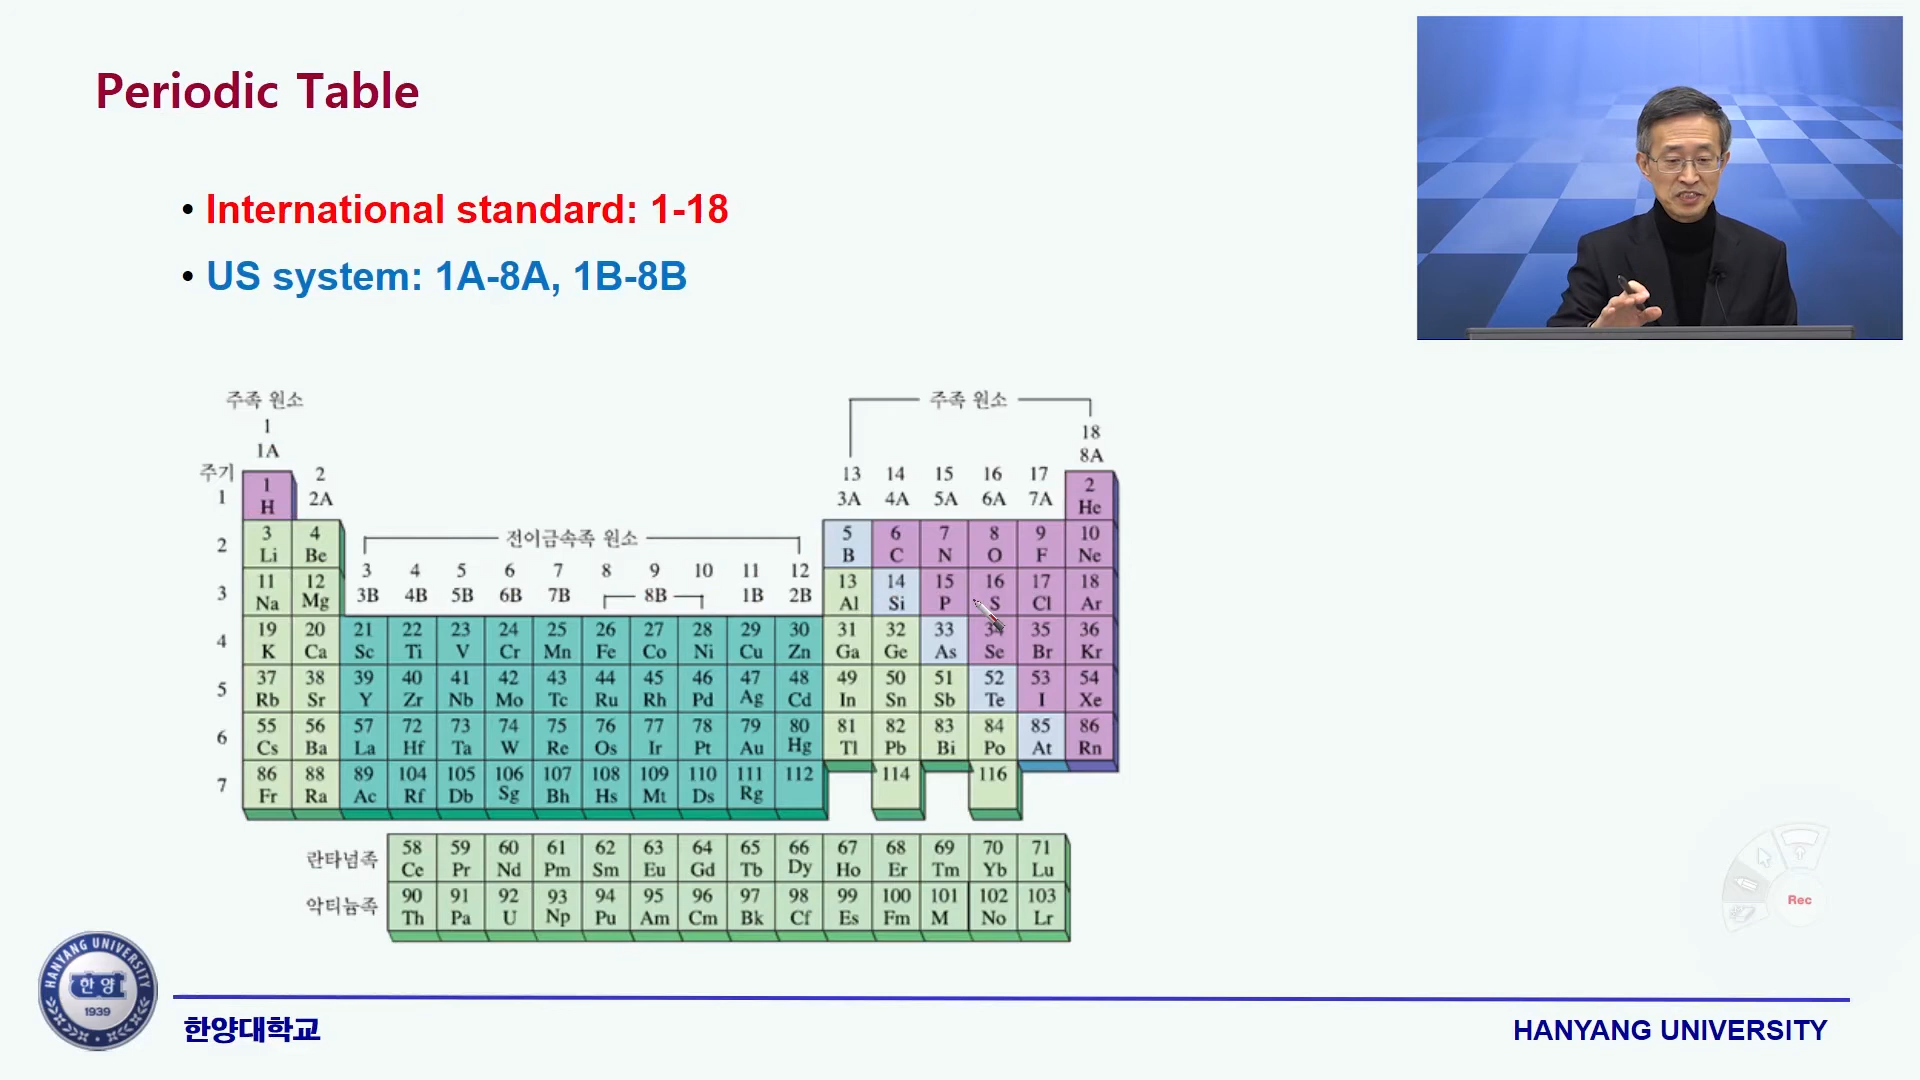 Periodic Table
• International standard: 1-18
• US system: 1A-8A, 1B-8B
주족 원소 주족 원소
1 18
1A 8A
주기 2 13 14 15 16 17
1 2A 3A 4A 5A 6A 7A
1 2
H He
2 전이금속족 원소
3 4 5 6 7 8 9 10
Li Be B C N O F Ne
3 3 4 5 6 7 8 9 10 11 12
3B 4B 5B 6B 7B 8B 1B 2B
11 12 13 14 15 16 17 18
Na Mg Al Si P S Cl Ar
4
19 20 21 22 23 24 25 26 27 28 29 30 31 32 33 34 35 36
K Ca Sc Ti V Cr Mn Fe Co Ni Cu Zn Ga Ge As Se Br Kr
5
37 38 39 40 41 42 43 44 45 46 47 48 49 50 51 52 53 54
Rb Sr Y Zr Nb Mo Tc Ru Rh Pd Ag Cd In Sn Sb Te I Xe
6
55 56 57 72 73 74 75 76 77 78 79 80 81 82 83 84 85 86
Cs Ba La Hf Ta W Re Os Ir Pt Au Hg Tl Pb Bi Po At Rn
7
86 88 89 104 105 106 107 108 109 110 111 112 114 116
Fr Ra Ac Rf Db Sg Bh Hs Mt Ds Rg
란타넘족
58 59 60 61 62 63 64 65 66 67 68 69 70 71
Ce Pr Nd Pm Sm Eu Gd Tb Dy Ho Er Tm Yb Lu
악티늄족
90 91 92 93 94 95 96 97 98 99 100 101 102 103
Th Pa U Np Pu Am Cm Bk Cf Es Fm M No Lr
Rec
HANYANG UNIVERSITY
한양
1939
한양대학교
HANYANG UNIVERSITY